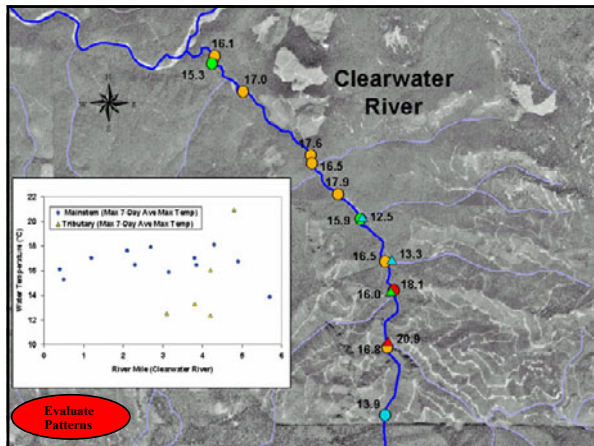 16.1
15.3
17.0
Clearwater
River
N
W
E
S
17.6
16.5
17.9
12.5
15.9
16.5
13.3
18.1
16.0
20.9
16.8
13.9
22
20
18
16
14
12
10
Water Temperature (°C)
Mainstem (Max 7-Day Ave Max Temp)
Tributary (Max 7-Day Ave Max Temp)
0
1
2
3
4
5
6
River Mile (Clearwater River)
Evaluate
Patterns